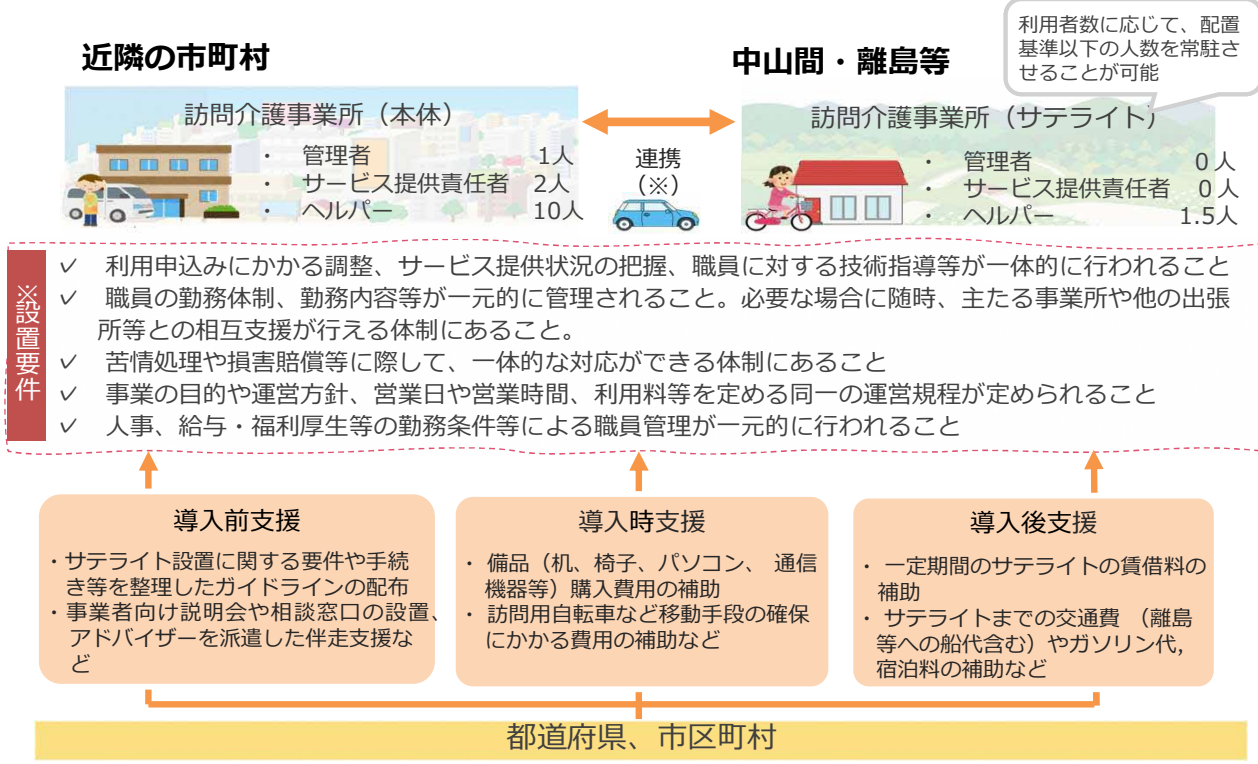 利用者数に応じて、配置
基準以下の人数を常駐さ
せることが可能
近隣の市町村
中山間・離島等
訪問介護事業所（本体）
・ 管理者 1人
・ サービス提供責任者 2人
・ ヘルパー 10人
連携
（※）
訪問介護事業所（サテライト）
・ 管理者 0人
・ サービス提供責任者 0人
・ ヘルパー 1.5人
※設置要件
✓ 利用申込みにかかる調整、サービス提供状況の把握、職員に対する技術指導等が一体的に行われること
✓ 職員の勤務体制、勤務内容等が一元的に管理されること。必要な場合に随時、主たる事業所や他の出張
所等との相互支援が行える体制にあること。
✓ 苦情処理や損害賠償等に際して、一体的な対応ができる体制にあること
✓ 事業の目的や運営方針、営業日や営業時間、利用料等を定める同一の運営規程が定められること
✓ 人事、給与・福利厚生等の勤務条件等による職員管理が一元的に行われること
導入前支援
・サテライト設置に関する要件や手続
き等を整理したガイドラインの配布
・事業者向け説明会や相談窓口の設置、
アドバイザーを派遣した伴走支援な
ど
導入時支援
・ 備品（机、椅子、パソコン、 通信
機器等）購入費用の補助
・ 訪問用自転車など移動手段の確保
にかかる費用の補助など
導入後支援
・ 一定期間のサテライトの賃借料の
補助
・ サテライトまでの交通費 （離島
等への船代含む）やガソリン代,
宿泊料の補助など
都道府県、市区町村